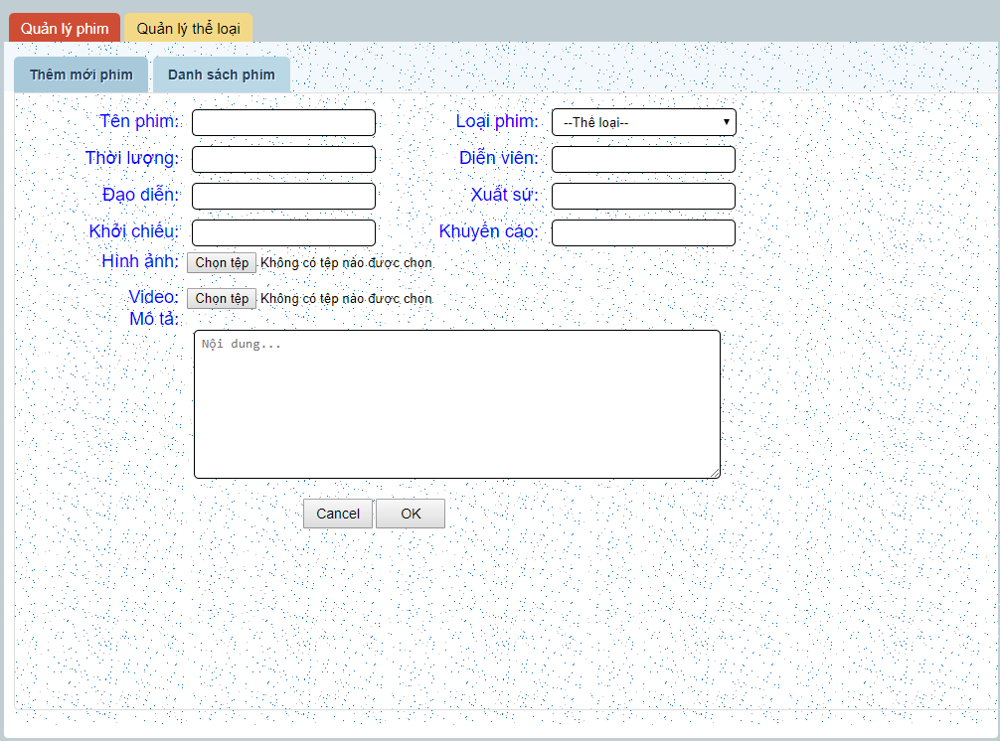 Quản lý phim Quản lý thể loại
Thêm mới phim Danh sách phim
Tên phim: Loại phim: --Thể loại--
Thời lượng: Diễn viên:
Đạo diễn: Xuất sứ:
Khởi chiếu: Khuyến cáo:
Hình ảnh: Chọn tệp Không có tệp nào được chọn
Video: Chọn tệp Không có tệp nào được chọn
Mô tả:
Nội dung...
Cancel OK